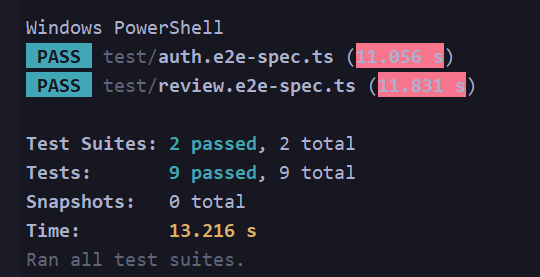 Windows PowerShell
PASS test/auth.e2e-spec.ts (11.056 s)
PASS test/review.e2e-spec.ts (11.831 s)
Test Suites: 2 passed, 2 total
Tests: 9 passed, 9 total
Snapshots: 0 total
Time: 13.216 s
Ran all test suites.